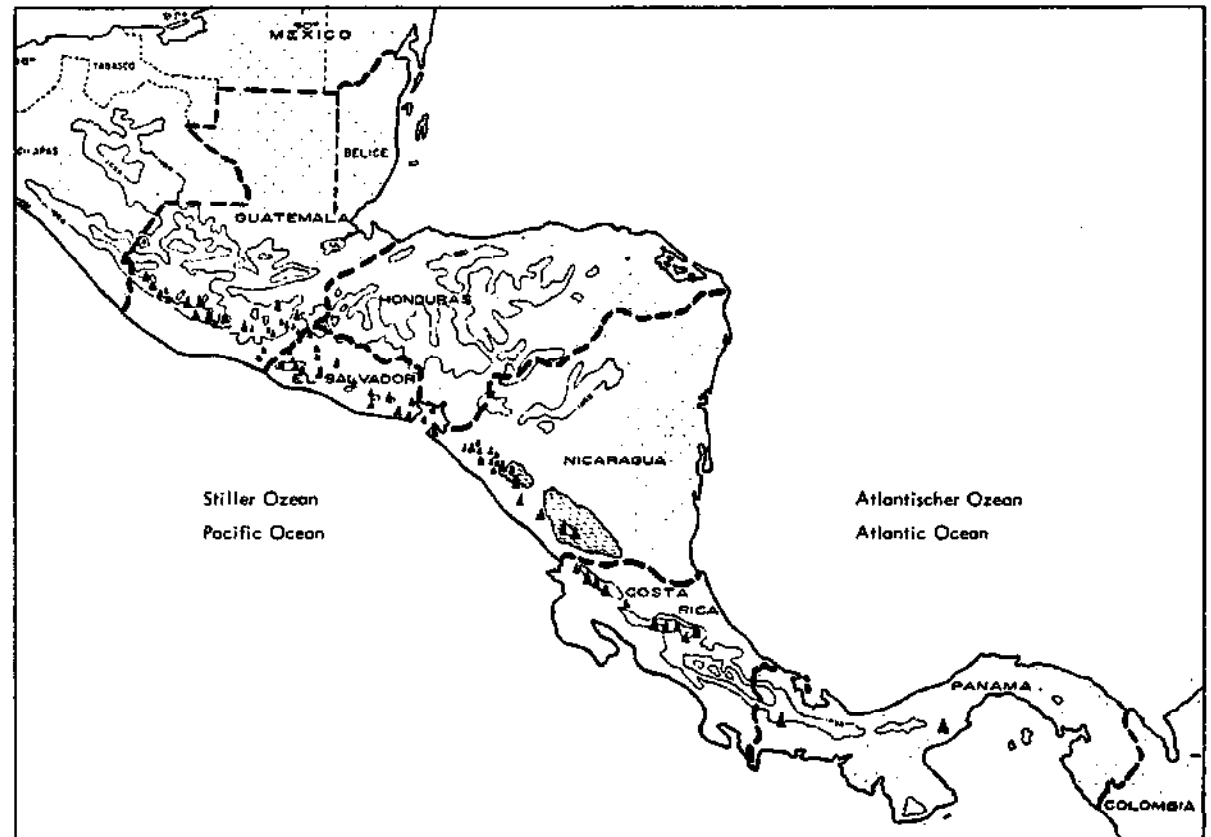 MEXICO
TABASCO
CHIAPAS
BELICE
GUATEMALA
HONDURAS
EL SALVADOR
NICARAGUA
Stiller Ozean
Pacific Ocean
Atlantischer Ozean
Atlantic Ocean
COSTA
RICA
PANAMA
COLOMBIA